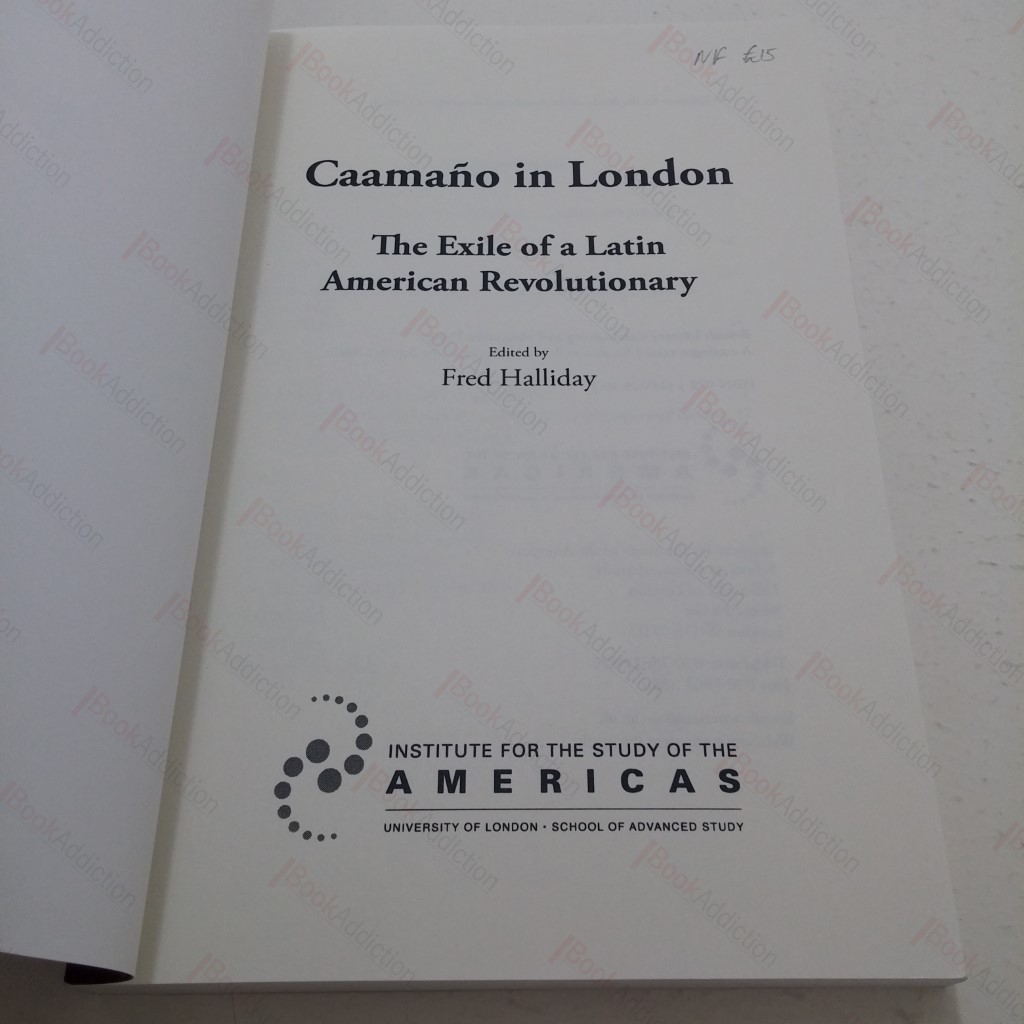 NF £15
Caamaño in London
The Exile of a Latin
American Revolutionary
Edited by
Fred Halliday
INSTITUTE FOR THE STUDY OF THE
AMERICAS
UNIVERSITY OF LONDON • SCHOOL OF ADVANCED STUDY
BookAddiction